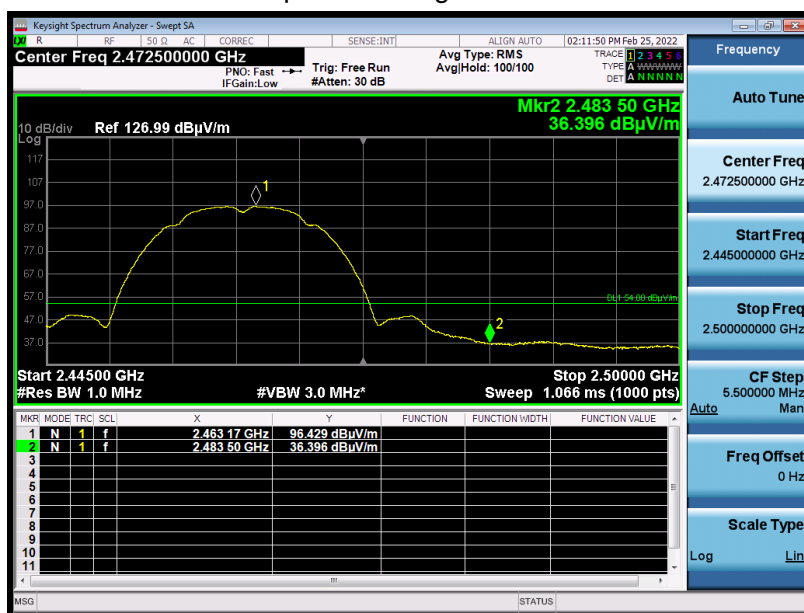 Keysight Spectrum Analyzer - Swept SA
LXI R RF 50 Ω AC CORREC SENSE:INT ALIGN AUTO 02:11:50 PM Feb 25, 2022
Center Freq 2.472500000 GHz
PNO: Fast
IFGain:Low
Trig: Free Run
#Atten: 30 dB
Avg Type: RMS
Avg|Hold: 100/100
TRACE 1 2 3 4 5 6
TYPE A WWWWW
DET A N N N N N
Mkr2 2.483 50 GHz
36.396 dBµV/m
10 dB/div Ref 126.99 dBµV/m
Log
117
107
97.0
87.0
77.0
67.0
57.0
47.0
37.0
1
2
DL1 54.00 dBµV/m
Start 2.44500 GHz Stop 2.50000 GHz
#Res BW 1.0 MHz #VBW 3.0 MHz* Sweep 1.066 ms (1000 pts)
MKR MODE TRC SCL X Y FUNCTION FUNCTION WIDTH FUNCTION VALUE
1 N 1 f 2.463 17 GHz 96.429 dBµV/m
2 N 1 f 2.483 50 GHz 36.396 dBµV/m
3
4
5
6
7
8
9
10
11
MSG STATUS
Frequency
Auto Tune
Center Freq
2.472500000 GHz
Start Freq
2.445000000 GHz
Stop Freq
2.500000000 GHz
CF Step
5.500000 MHz
Auto Man
Freq Offset
0 Hz
Scale Type
Log Lin